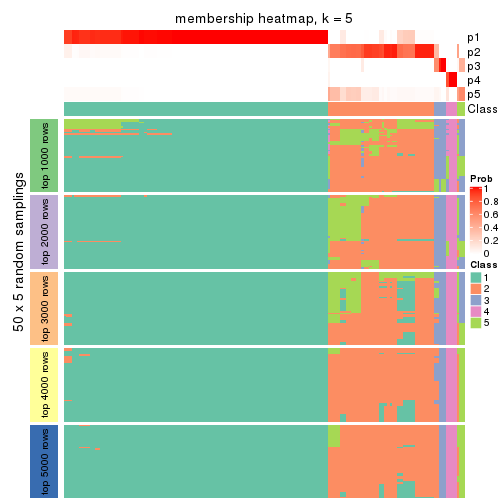 membership heatmap, k = 5
p1
p2
p3
p4
p5
Class
50 x 5 random samplings
top 1000 rows
top 2000 rows
top 3000 rows
top 4000 rows
top 5000 rows
Prob
1
0.8
0.6
0.4
0.2
0
Class
1
2
3
4
5